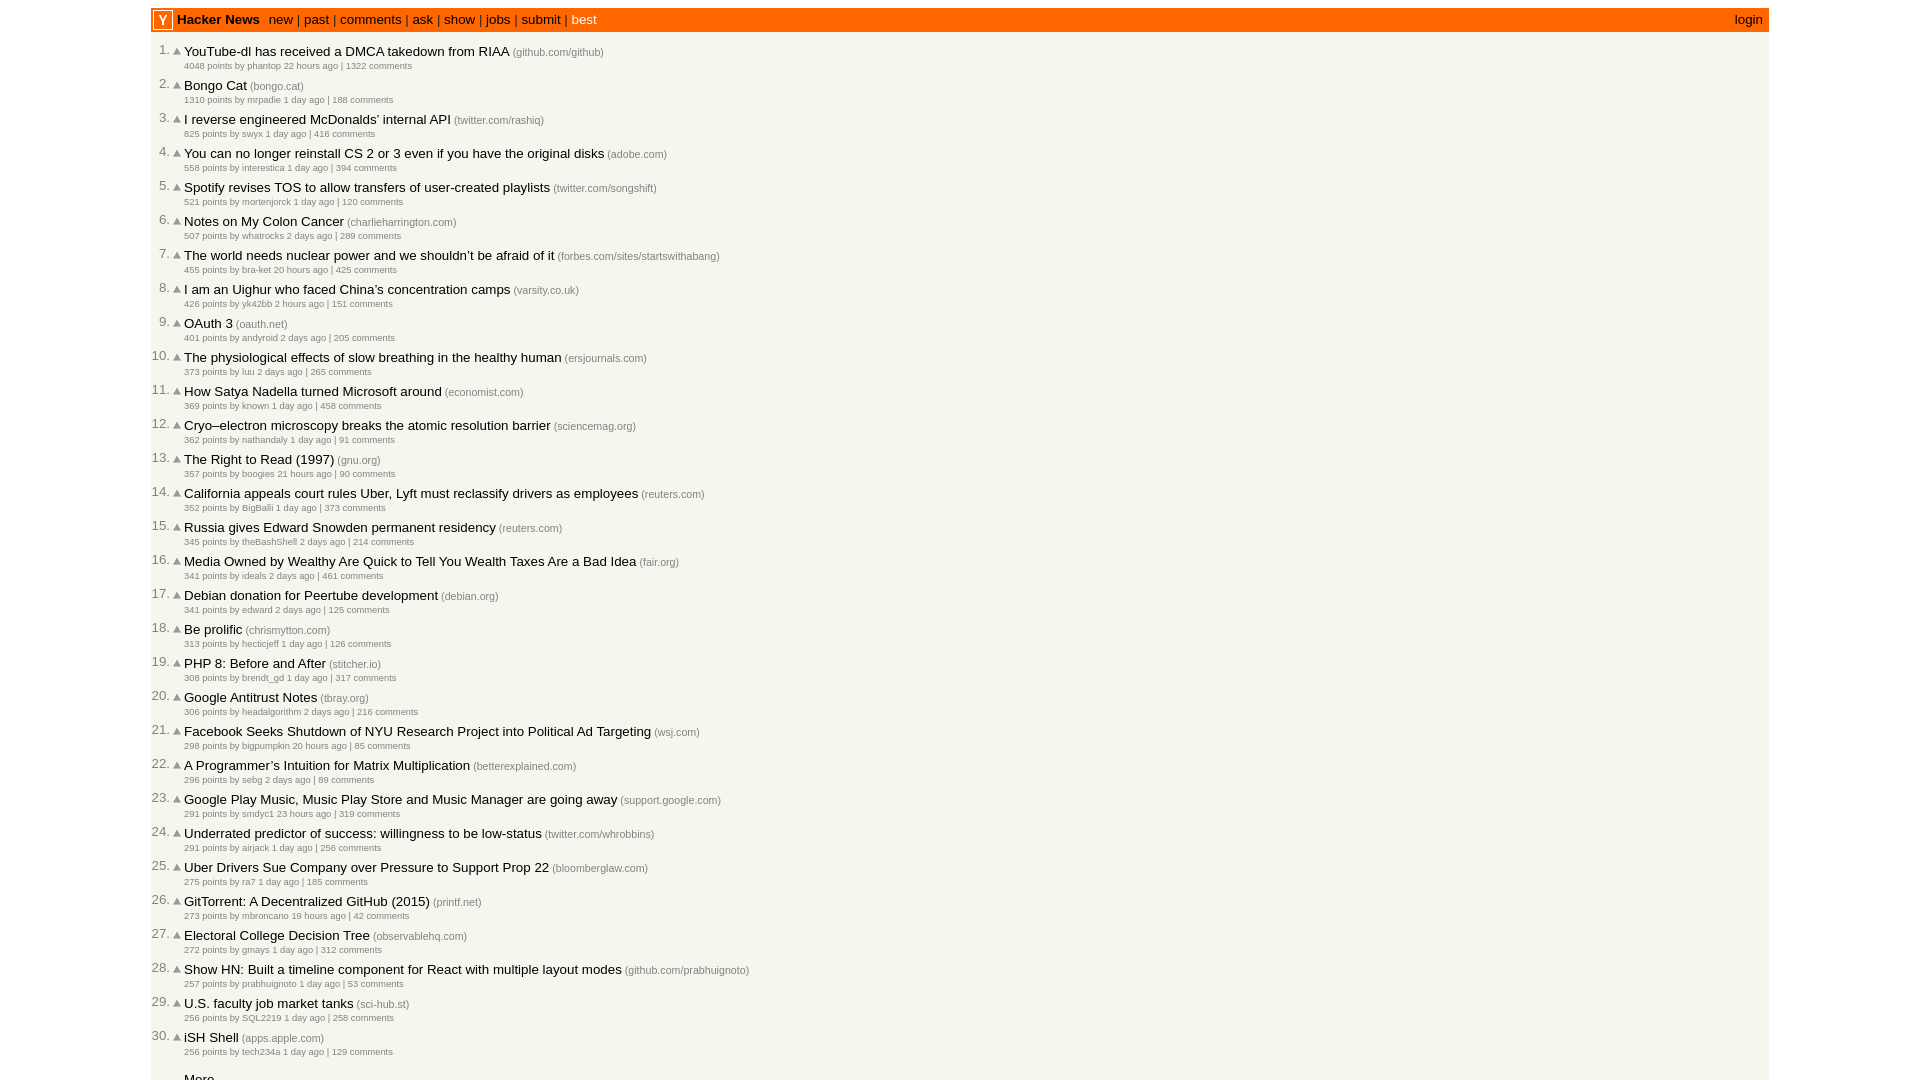 Y Hacker News new | past | comments | ask | show | jobs | submit | best login
1. YouTube-dl has received a DMCA takedown from RIAA (github.com/github)
4048 points by phantop 22 hours ago | 1322 comments
2. Bongo Cat (bongo.cat)
1310 points by mrpadie 1 day ago | 188 comments
3. I reverse engineered McDonalds’ internal API (twitter.com/rashiq)
825 points by swyx 1 day ago | 416 comments
4. You can no longer reinstall CS 2 or 3 even if you have the original disks (adobe.com)
558 points by interestica 1 day ago | 394 comments
5. Spotify revises TOS to allow transfers of user-created playlists (twitter.com/songshift)
521 points by mortenjorck 1 day ago | 120 comments
6. Notes on My Colon Cancer (charlieharrington.com)
507 points by whatrocks 2 days ago | 289 comments
7. The world needs nuclear power and we shouldn’t be afraid of it (forbes.com/sites/startswithabang)
455 points by bra-ket 20 hours ago | 425 comments
8. I am an Uighur who faced China’s concentration camps (varsity.co.uk)
426 points by yk42bb 2 hours ago | 151 comments
9. OAuth 3 (oauth.net)
401 points by andyroid 2 days ago | 205 comments
10. The physiological effects of slow breathing in the healthy human (ersjournals.com)
373 points by luu 2 days ago | 265 comments
11. How Satya Nadella turned Microsoft around (economist.com)
369 points by known 1 day ago | 458 comments
12. Cryo–electron microscopy breaks the atomic resolution barrier (sciencemag.org)
362 points by nathandaly 1 day ago | 91 comments
13. The Right to Read (1997) (gnu.org)
357 points by boogies 21 hours ago | 90 comments
14. California appeals court rules Uber, Lyft must reclassify drivers as employees (reuters.com)
352 points by BigBalli 1 day ago | 373 comments
15. Russia gives Edward Snowden permanent residency (reuters.com)
345 points by theBashShell 2 days ago | 214 comments
16. Media Owned by Wealthy Are Quick to Tell You Wealth Taxes Are a Bad Idea (fair.org)
341 points by ideals 2 days ago | 461 comments
17. Debian donation for Peertube development (debian.org)
341 points by edward 2 days ago | 125 comments
18. Be prolific (chrismytton.com)
313 points by hecticjeff 1 day ago | 126 comments
19. PHP 8: Before and After (stitcher.io)
308 points by brendt_gd 1 day ago | 317 comments
20. Google Antitrust Notes (tbray.org)
306 points by headalgorithm 2 days ago | 216 comments
21. Facebook Seeks Shutdown of NYU Research Project into Political Ad Targeting (wsj.com)
298 points by bigpumpkin 20 hours ago | 85 comments
22. A Programmer’s Intuition for Matrix Multiplication (betterexplained.com)
296 points by sebg 2 days ago | 89 comments
23. Google Play Music, Music Play Store and Music Manager are going away (support.google.com)
291 points by smdyc1 23 hours ago | 319 comments
24. Underrated predictor of success: willingness to be low-status (twitter.com/whrobbins)
291 points by airjack 1 day ago | 256 comments
25. Uber Drivers Sue Company over Pressure to Support Prop 22 (bloomberglaw.com)
275 points by ra7 1 day ago | 185 comments
26. GitTorrent: A Decentralized GitHub (2015) (printf.net)
273 points by mbroncano 19 hours ago | 42 comments
27. Electoral College Decision Tree (observablehq.com)
272 points by gmays 1 day ago | 312 comments
28. Show HN: Built a timeline component for React with multiple layout modes (github.com/prabhuignoto)
257 points by prabhuignoto 1 day ago | 53 comments
29. U.S. faculty job market tanks (sci-hub.st)
256 points by SQL2219 1 day ago | 258 comments
30. iSH Shell (apps.apple.com)
256 points by tech234a 1 day ago | 129 comments
More